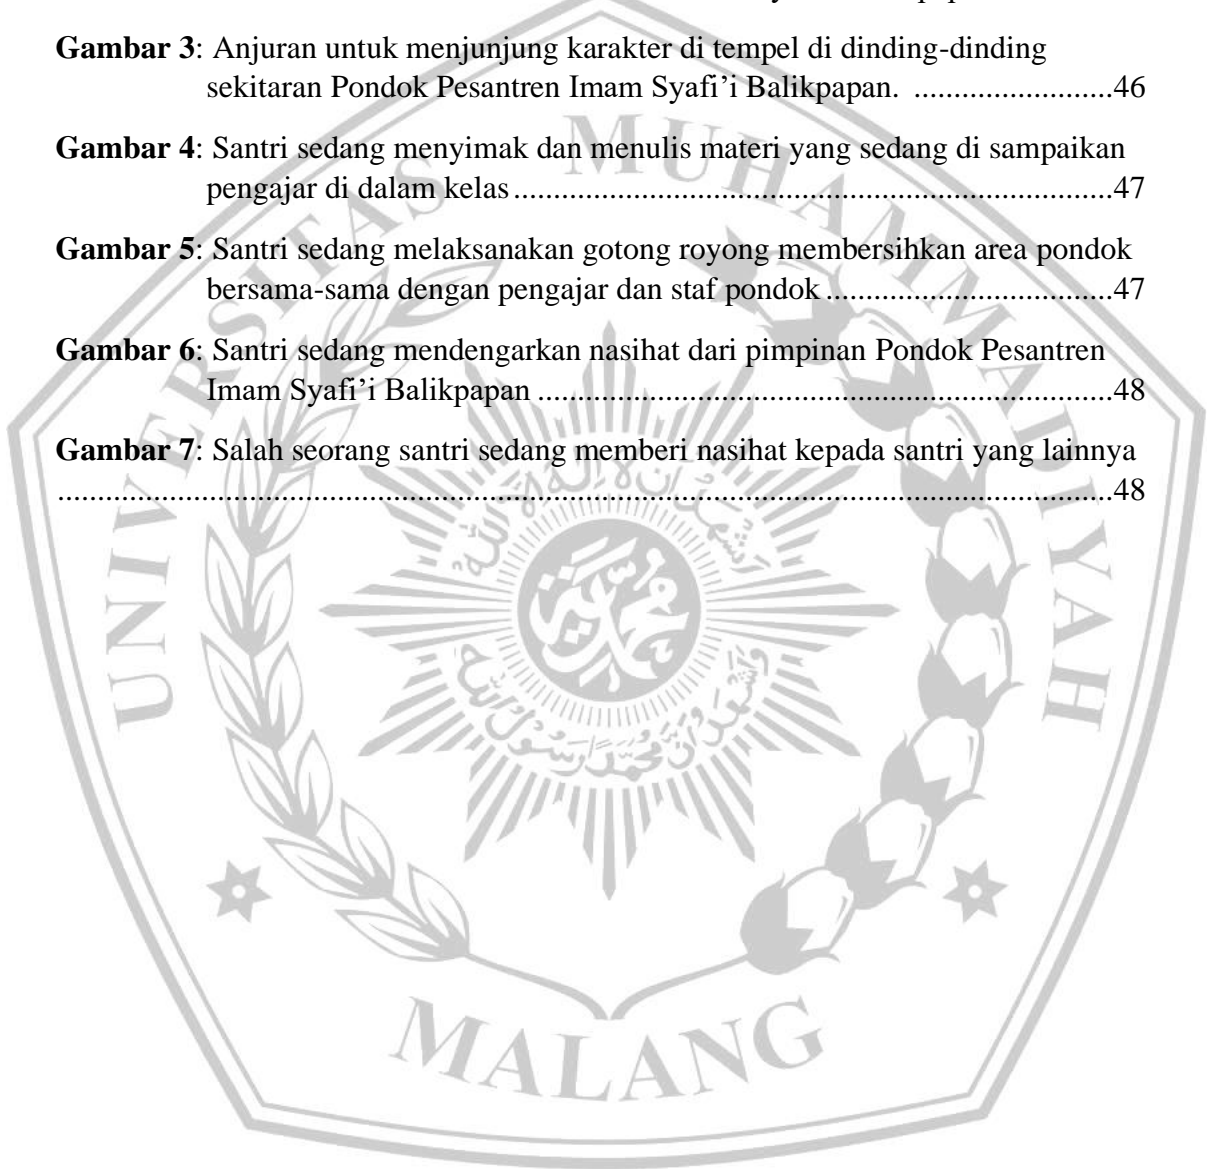 Gambar 3: Anjuran untuk menjunjung karakter di tempel di dinding-dinding
sekitaran Pondok Pesantren Imam Syafi’i Balikpapan. .........................46
Gambar 4: Santri sedang menyimak dan menulis materi yang sedang di sampaikan
pengajar di dalam kelas...........................................................................47
Gambar 5: Santri sedang melaksanakan gotong royong membersihkan area pondok
bersama-sama dengan pengajar dan staf pondok....................................47
Gambar 6: Santri sedang mendengarkan nasihat dari pimpinan Pondok Pesantren
Imam Syafi’i Balikpapan ........................................................................48
Gambar 7: Salah seorang santri sedang memberi nasihat kepada santri yang lainnya
....................................................................................................................................48
UNIVERSITAS MUHAMMADIYAH
MALANG